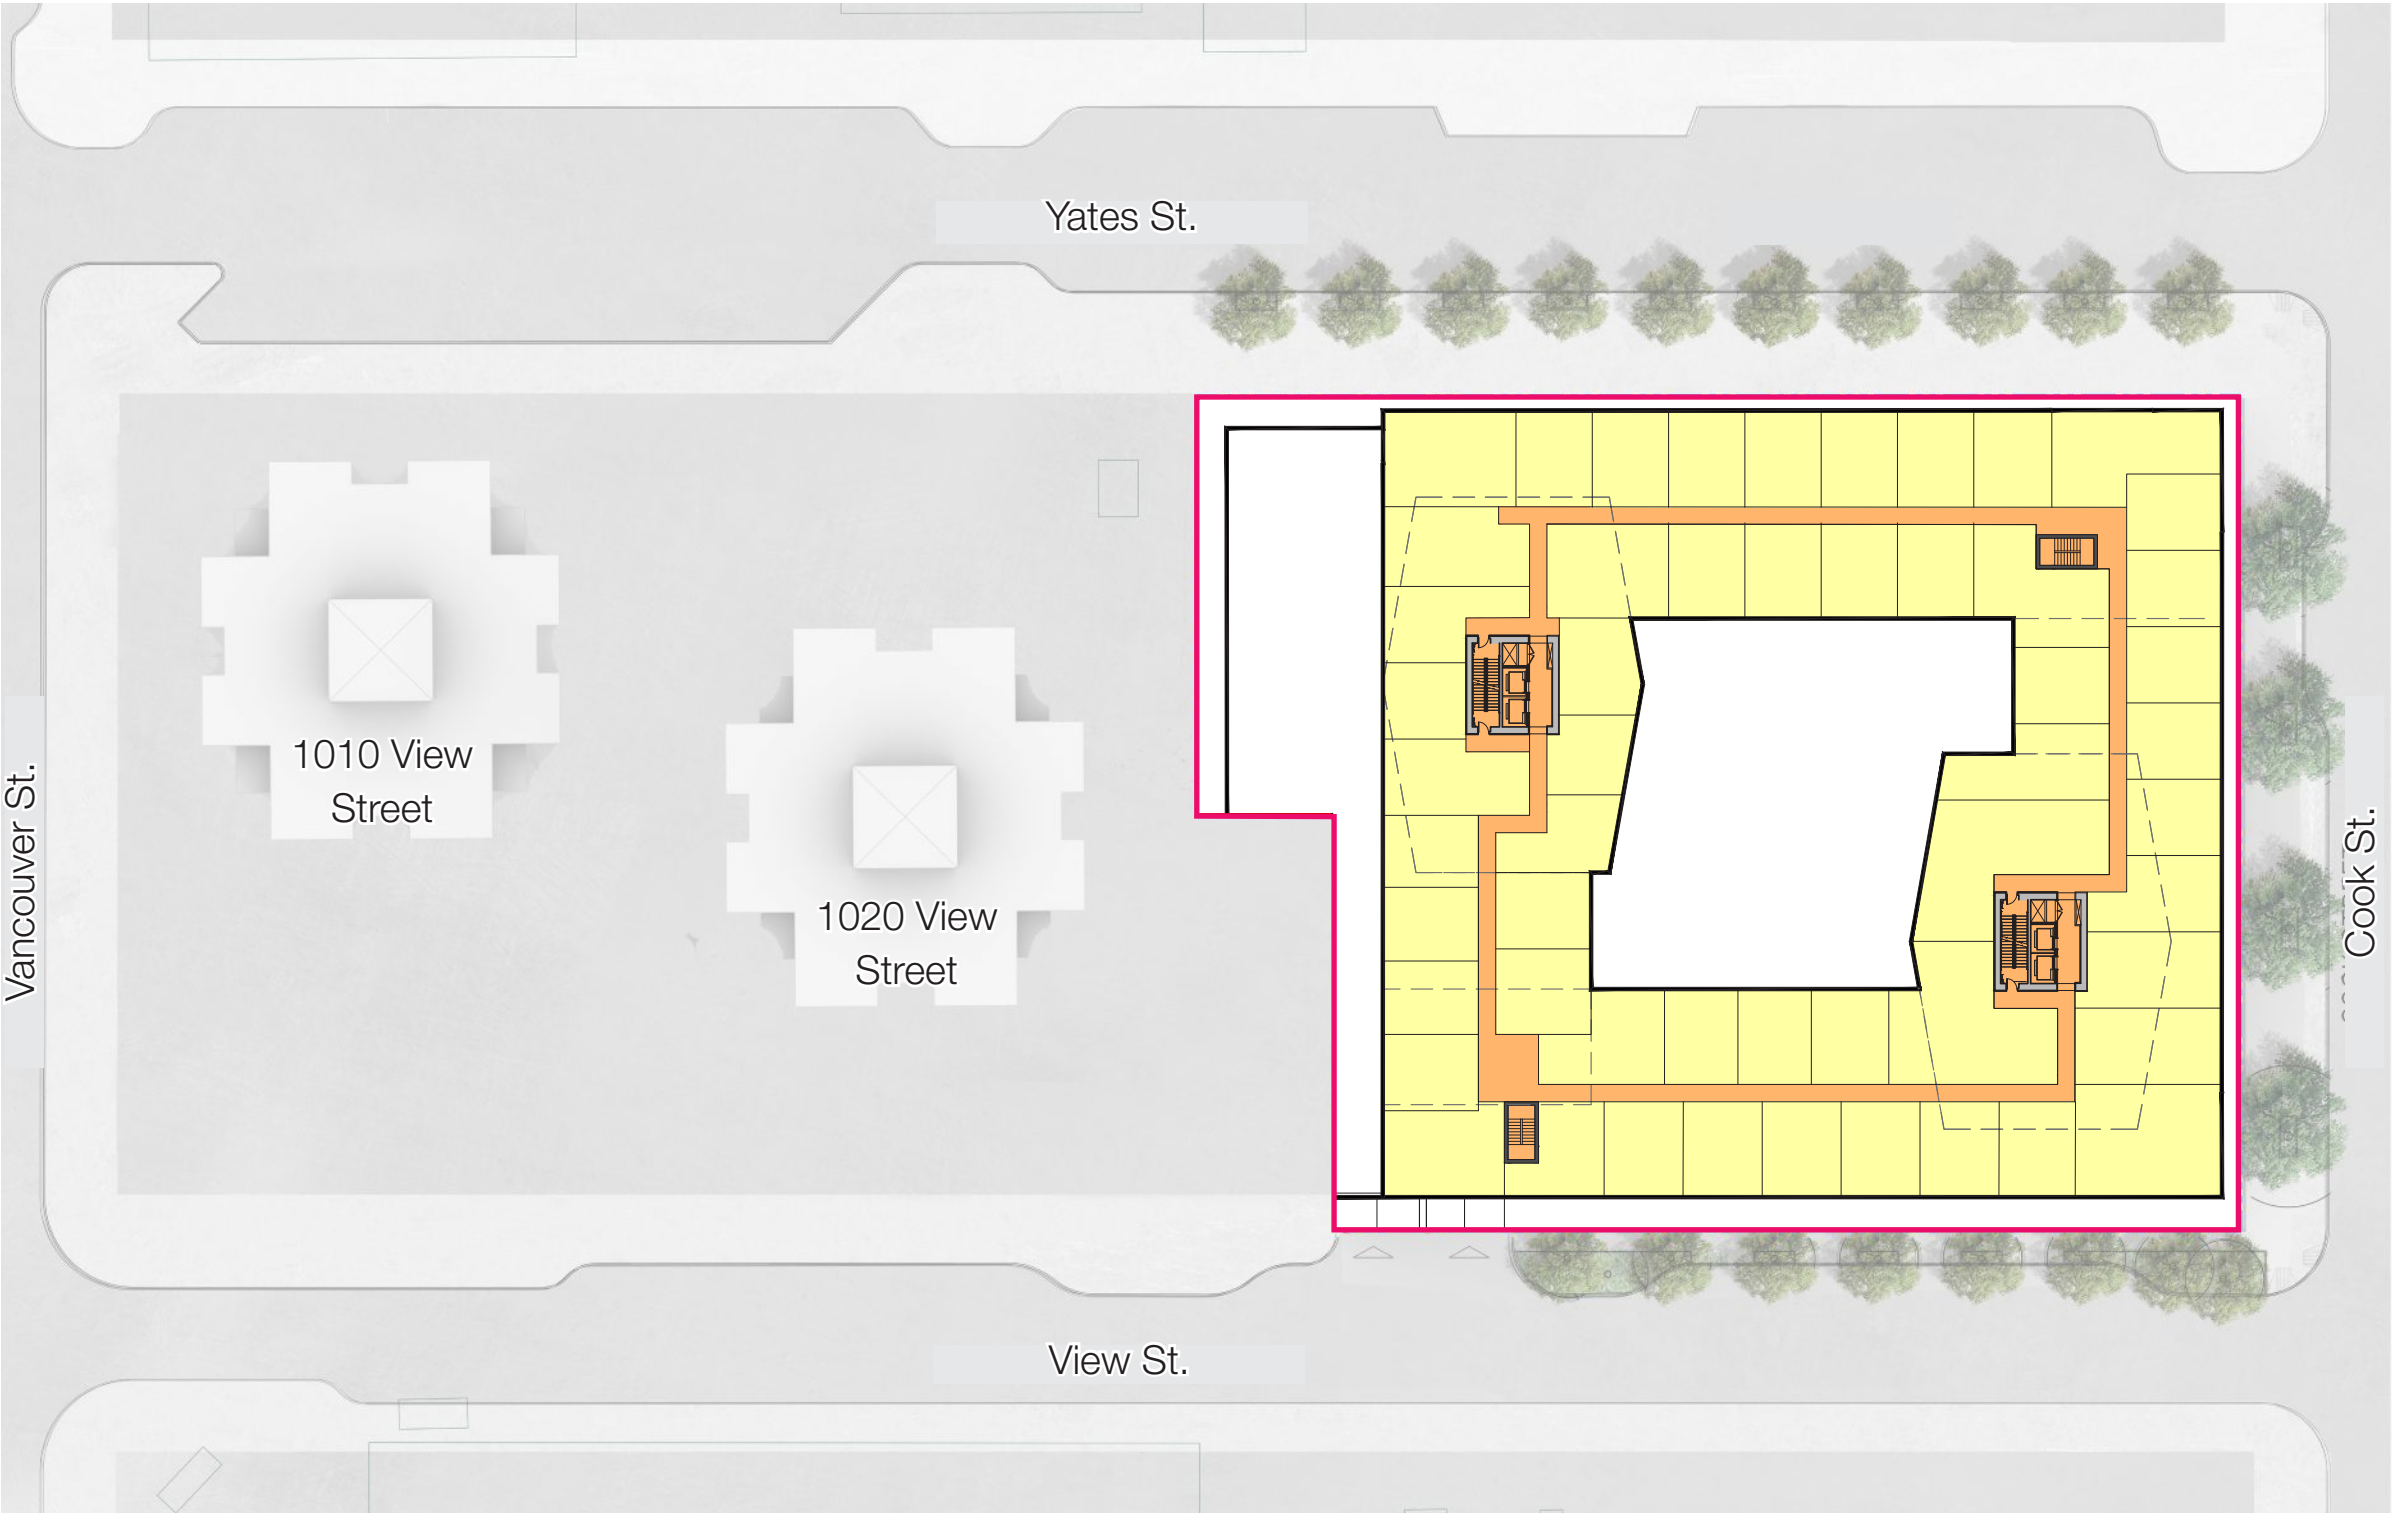 Yates St.
1010 View
Street
Vancouver St.
Cook St.
1020 View
Street
View St.